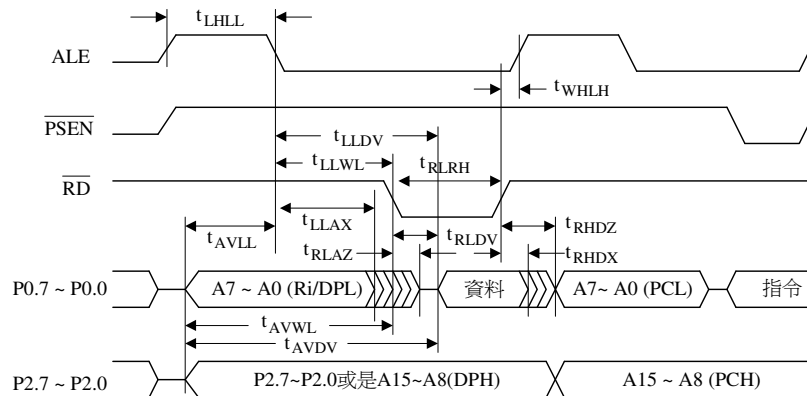 tLHLL
ALE
tWHLH
PSEN
tLLDV
tLLWL
tRLRH
RD
tLLAX
tRHDZ
tAVLL
tRLDV
tRLAZ
tRHDX
P0.7 ~ P0.0
A7 ~ A0 (Ri/DPL)
資料
A7~ A0 (PCL)
指令
tAVWL
tAVDV
P2.7 ~ P2.0
P2.7~P2.0或是A15~A8(DPH)
A15 ~ A8 (PCH)